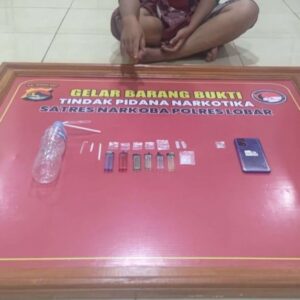 GELAR BARANG BUKTI
TINDAK PIDANA NARKOTIKA
SATRES NARKOBA POLRES LOBAR